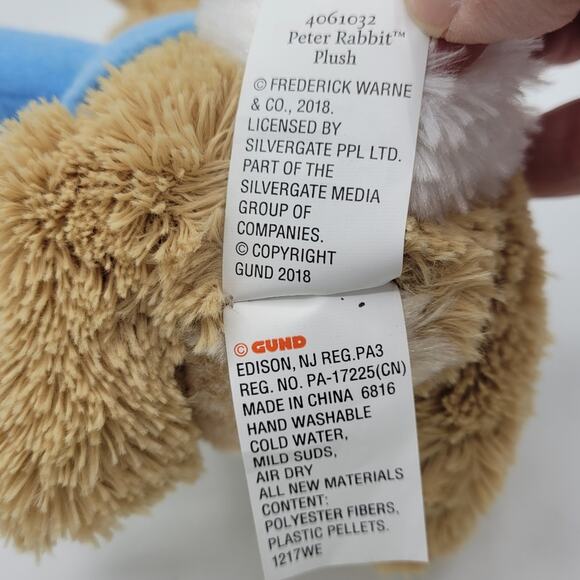 4061032
Peter Rabbit™
Plush
© FREDERICK WARNE
& CO., 2018.
LICENSED BY
SILVERGATE PPL LTD.
PART OF THE
SILVERGATE MEDIA
GROUP OF
COMPANIES.
© COPYRIGHT
GUND 2018
© GUND
EDISON, NJ REG.PA3
REG. NO. PA-17225(CN)
MADE IN CHINA 6816
HAND WASHABLE
COLD WATER,
MILD SUDS,
AIR DRY
ALL NEW MATERIALS
CONTENT:
POLYESTER FIBERS,
PLASTIC PELLETS.
1217WE